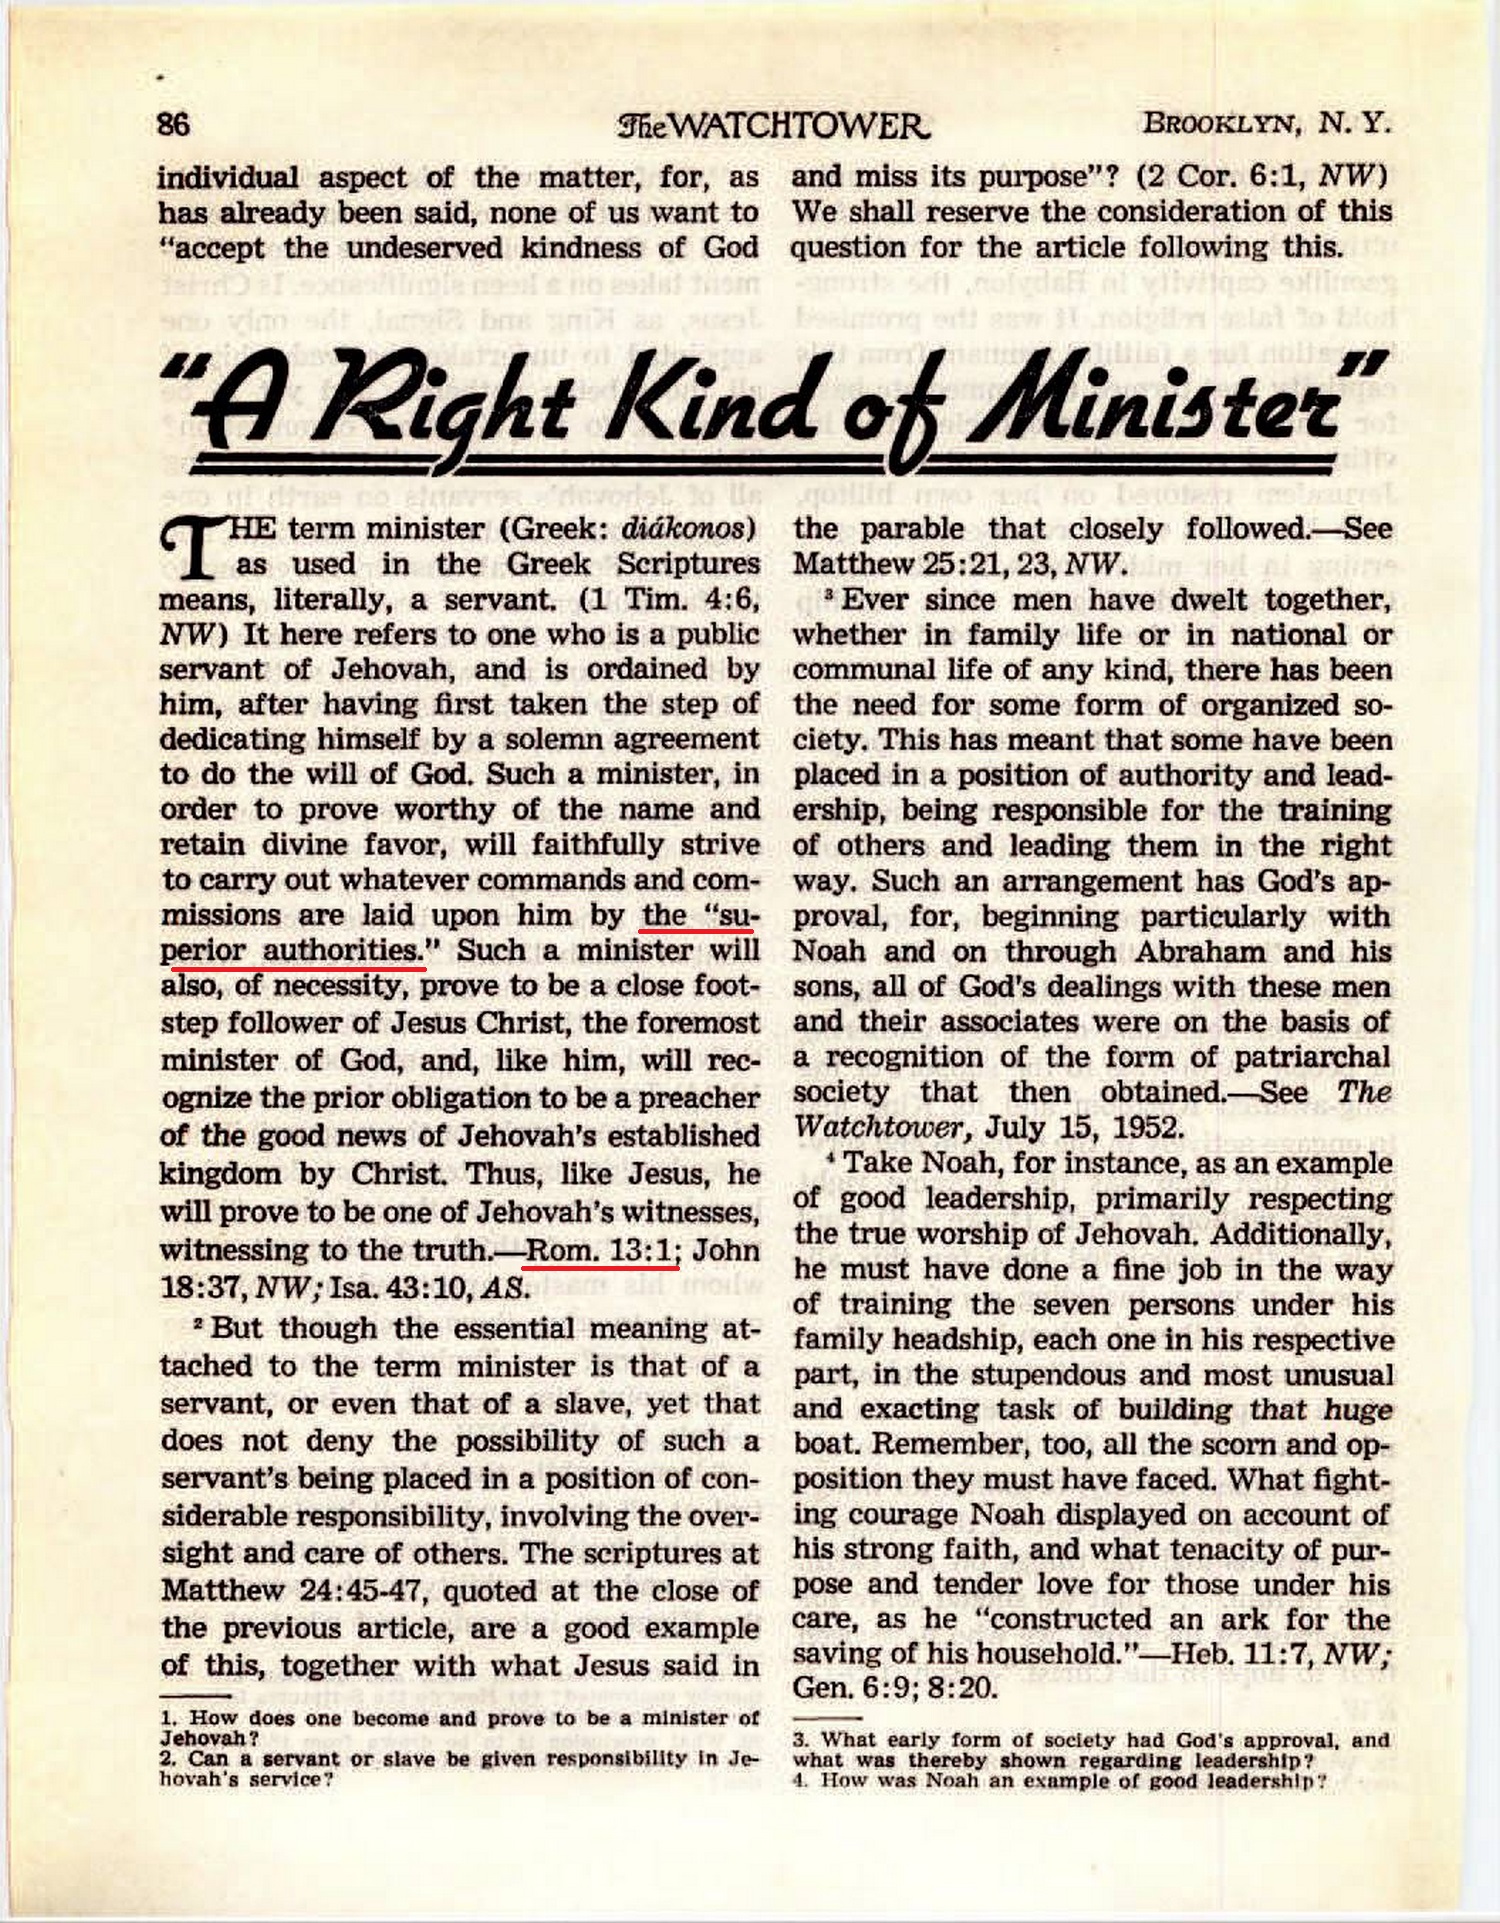 86
The WATCHTOWER
BROOKLYN, N. Y.
individual aspect of the matter, for, as
has already been said, none of us want to
"accept the undeserved kindness of God
and miss its purpose"? (2 Cor. 6:1, NW)
We shall reserve the consideration of this
question for the article following this.
"A Right Kind of Minister"
THE term minister (Greek: diákonos)
as used in the Greek Scriptures
means, literally, a servant. (1 Tim. 4:6,
NW) It here refers to one who is a public
servant of Jehovah, and is ordained by
him, after having first taken the step of
dedicating himself by a solemn agreement
to do the will of God. Such a minister, in
order to prove worthy of the name and
retain divine favor, will faithfully strive
to carry out whatever commands and com-
missions are laid upon him by the "su-
perior authorities." Such a minister will
also, of necessity, prove to be a close foot-
step follower of Jesus Christ, the foremost
minister of God, and, like him, will rec-
ognize the prior obligation to be a preacher
of the good news of Jehovah's established
kingdom by Christ. Thus, like Jesus, he
will prove to be one of Jehovah's witnesses,
witnessing to the truth.—Rom. 13:1; John
18:37, NW; Isa. 43:10, AS.
² But though the essential meaning at-
tached to the term minister is that of a
servant, or even that of a slave, yet that
does not deny the possibility of such a
servant's being placed in a position of con-
siderable responsibility, involving the over-
sight and care of others. The scriptures at
Matthew 24:45-47, quoted at the close of
the previous article, are a good example
of this, together with what Jesus said in
1. How does one become and prove to be a minister of
Jehovah?
2. Can a servant or slave be given responsibility in Je-
hovah's service?
the parable that closely followed.—See
Matthew 25:21, 23, NW.
³ Ever since men have dwelt together,
whether in family life or in national or
communal life of any kind, there has been
the need for some form of organized so-
ciety. This has meant that some have been
placed in a position of authority and lead-
ership, being responsible for the training
of others and leading them in the right
way. Such an arrangement has God's ap-
proval, for, beginning particularly with
Noah and on through Abraham and his
sons, all of God's dealings with these men
and their associates were on the basis of
a recognition of the form of patriarchal
society that then obtained.—See The
Watchtower, July 15, 1952.
⁴ Take Noah, for instance, as an example
of good leadership, primarily respecting
the true worship of Jehovah. Additionally,
he must have done a fine job in the way
of training the seven persons under his
family headship, each one in his respective
part, in the stupendous and most unusual
and exacting task of building that huge
boat. Remember, too, all the scorn and op-
position they must have faced. What fight-
ing courage Noah displayed on account of
his strong faith, and what tenacity of pur-
pose and tender love for those under his
care, as he "constructed an ark for the
saving of his household."—Heb. 11:7, NW;
Gen. 6:9; 8:20.
3. What early form of society had God's approval, and
what was thereby shown regarding leadership?
4. How was Noah an example of good leadership?